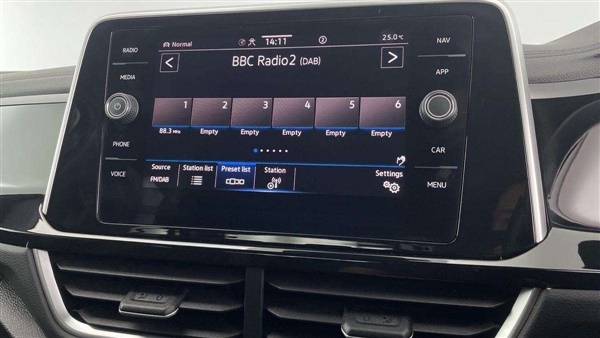 RADIO
MEDIA
PHONE
VOICE
Normal 14:11 2 25.0°C
< BBC Radio2 (DAB) >
1 2 3 4 5 6
88.3 MHz Empty Empty Empty Empty Empty
Source Station list Preset list Station Settings
FM/DAB
NAV
APP
CAR
MENU